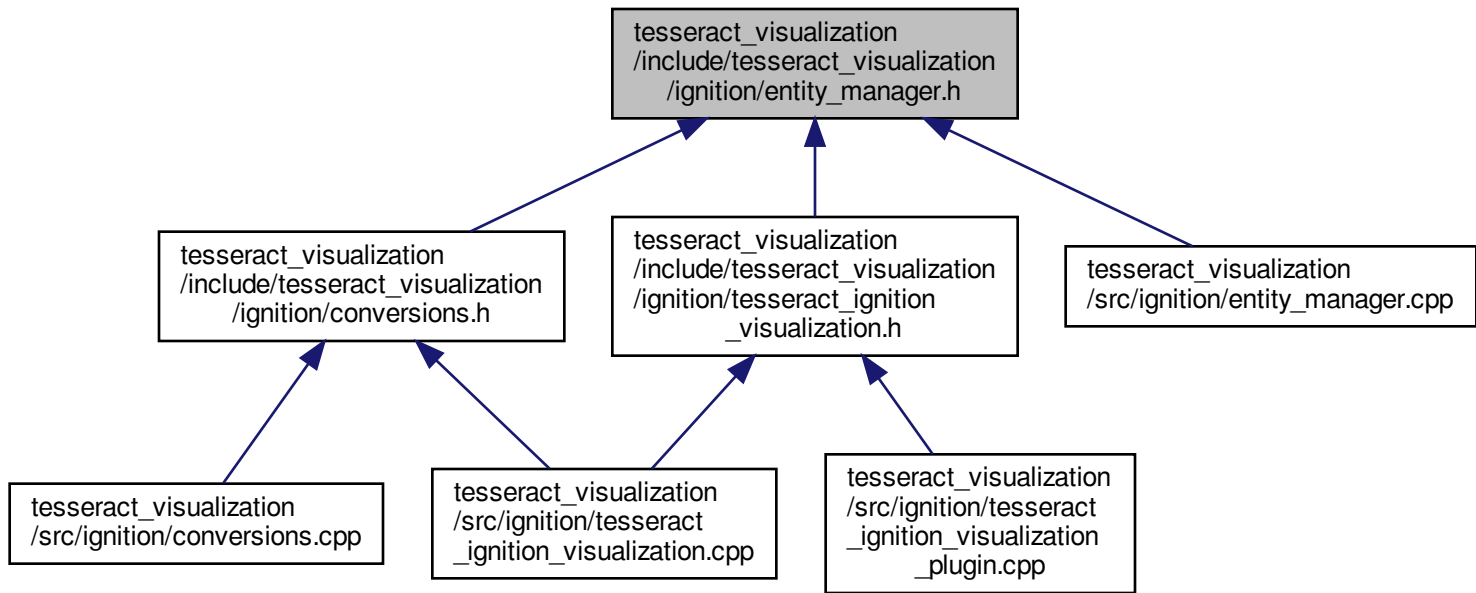 tesseract_visualization
/include/tesseract_visualization
/ignition/entity_manager.h
tesseract_visualization
/include/tesseract_visualization
/ignition/conversions.h
tesseract_visualization
/include/tesseract_visualization
/ignition/tesseract_ignition
_visualization.h
tesseract_visualization
/src/ignition/entity_manager.cpp
tesseract_visualization
/src/ignition/conversions.cpp
tesseract_visualization
/src/ignition/tesseract
_ignition_visualization.cpp
tesseract_visualization
/src/ignition/tesseract
_ignition_visualization
_plugin.cpp